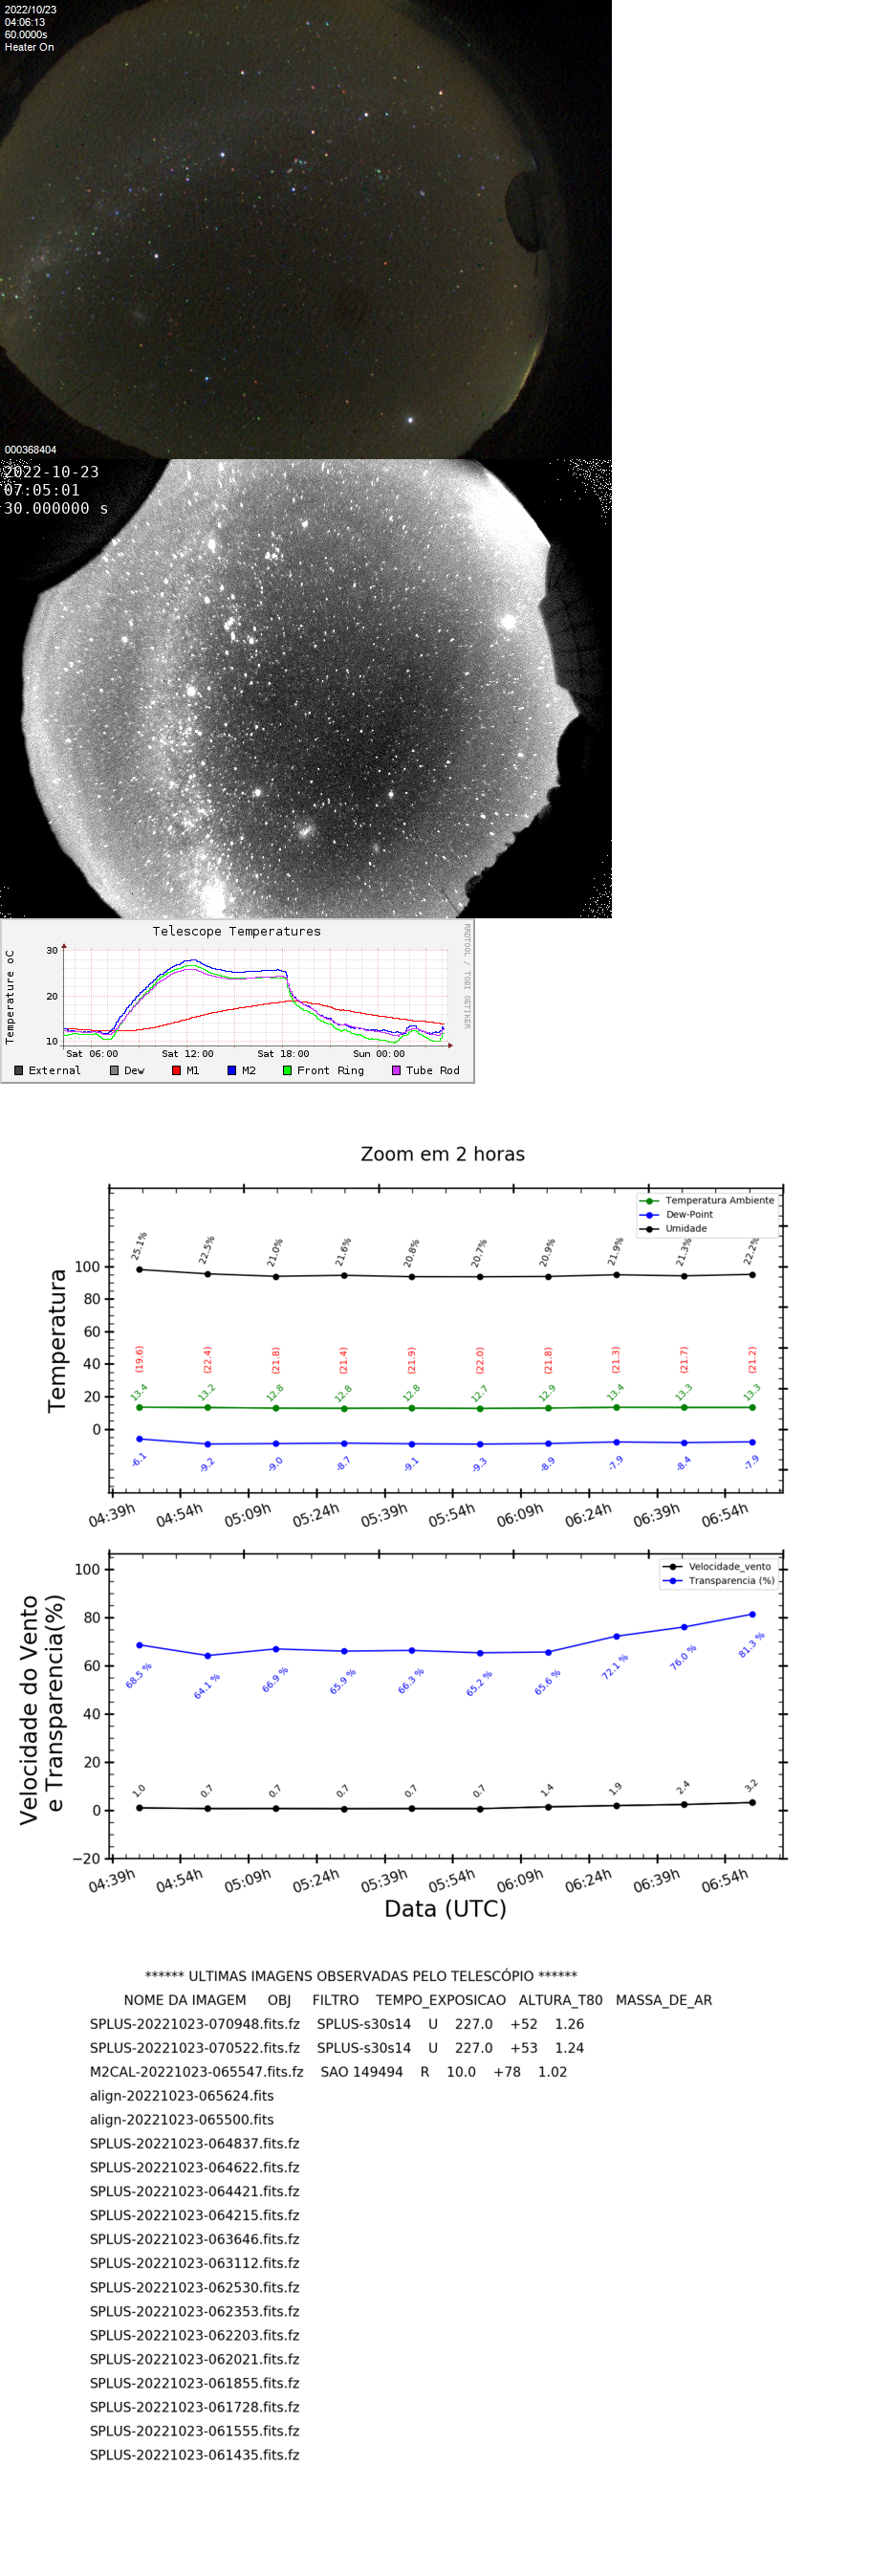 2022/10/23
04:06:13
60.0000s
Heater On
000368404
2022-10-23
07:05:01
30.000000 s
Telescope Temperatures
RRDTOOL / TOBI OETIKER
Temperature oC
30
20
10
Sat 06:00 Sat 12:00 Sat 18:00 Sun 00:00
External Dew M1 M2 Front Ring Tube Rod
Zoom em 2 horas
Temperatura Ambiente
Dew-Point
Umidade
Temperatura
100
80
60
40
20
0
25.1% 22.5% 21.0% 21.6% 20.8% 20.7% 20.9% 21.9% 21.3% 22.2%
(19.6) (22.4) (21.8) (21.4) (21.9) (22.0) (21.8) (21.3) (21.7) (21.2)
13.4 13.2 12.8 12.8 12.8 12.7 12.9 13.4 13.3 13.3
-6.1 -9.2 -9.0 -8.7 -9.1 -9.3 -8.9 -7.9 -8.4 -7.9
04:39h 04:54h 05:09h 05:24h 05:39h 05:54h 06:09h 06:24h 06:39h 06:54h
Velocidade_vento
Transparencia (%)
Velocidade do Vento
e Transparencia(%)
100
80
60
40
20
0
−20
68.5 % 64.1 % 66.9 % 65.9 % 66.3 % 65.2 % 65.6 % 72.1 % 76.0 % 81.3 %
1.0 0.7 0.7 0.7 0.7 0.7 1.4 1.9 2.4 3.2
04:39h 04:54h 05:09h 05:24h 05:39h 05:54h 06:09h 06:24h 06:39h 06:54h
Data (UTC)
****** ULTIMAS IMAGENS OBSERVADAS PELO TELESCÓPIO ******
NOME DA IMAGEM OBJ FILTRO TEMPO_EXPOSICAO ALTURA_T80 MASSA_DE_AR
SPLUS-20221023-070948.fits.fz SPLUS-s30s14 U 227.0 +52 1.26
SPLUS-20221023-070522.fits.fz SPLUS-s30s14 U 227.0 +53 1.24
M2CAL-20221023-065547.fits.fz SAO 149494 R 10.0 +78 1.02
align-20221023-065624.fits
align-20221023-065500.fits
SPLUS-20221023-064837.fits.fz
SPLUS-20221023-064622.fits.fz
SPLUS-20221023-064421.fits.fz
SPLUS-20221023-064215.fits.fz
SPLUS-20221023-063646.fits.fz
SPLUS-20221023-063112.fits.fz
SPLUS-20221023-062530.fits.fz
SPLUS-20221023-062353.fits.fz
SPLUS-20221023-062203.fits.fz
SPLUS-20221023-062021.fits.fz
SPLUS-20221023-061855.fits.fz
SPLUS-20221023-061728.fits.fz
SPLUS-20221023-061555.fits.fz
SPLUS-20221023-061435.fits.fz